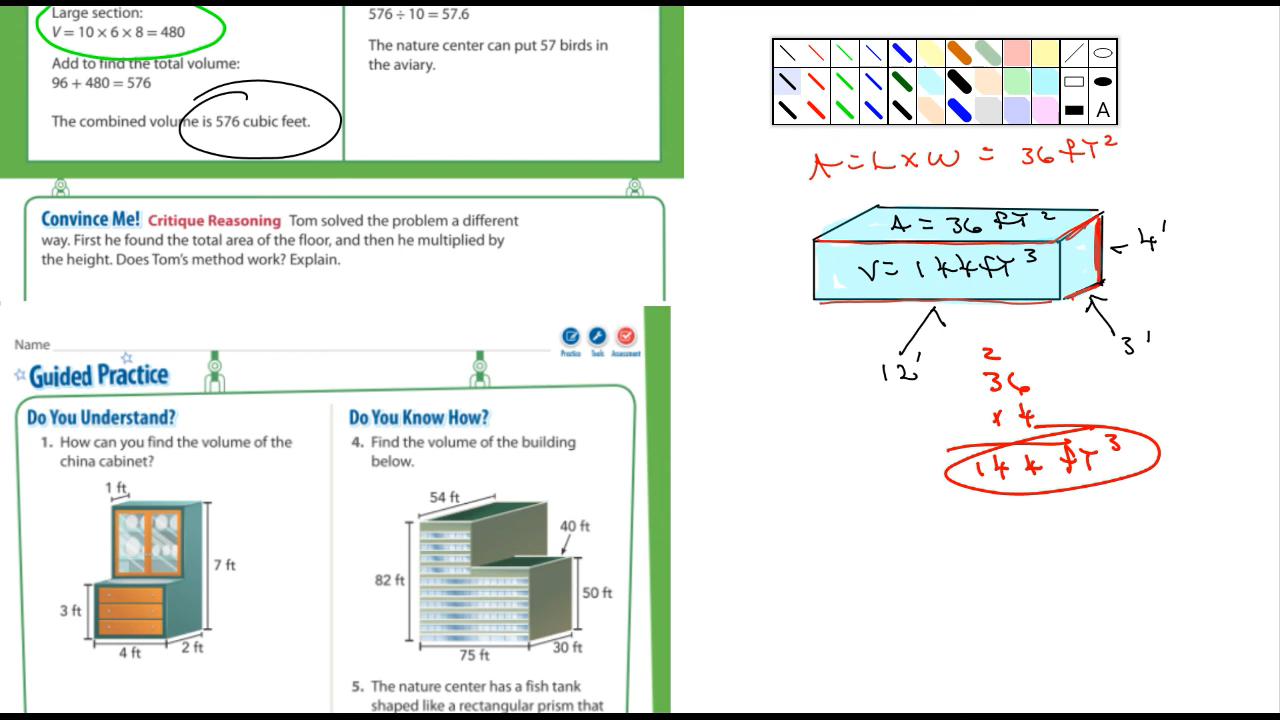 Large section:
V = 10 × 6 × 8 = 480
Add to find the total volume:
96 + 480 = 576
The combined volume is 576 cubic feet.
576 ÷ 10 = 57.6
The nature center can put 57 birds in
the aviary.
Convince Me! Critique Reasoning Tom solved the problem a different
way. First he found the total area of the floor, and then he multiplied by
the height. Does Tom's method work? Explain.
Name
Practice Tools Assessment
Guided Practice
Do You Understand?
1. How can you find the volume of the
china cabinet?
1 ft
7 ft
3 ft
4 ft
2 ft
Do You Know How?
4. Find the volume of the building
below.
54 ft
40 ft
82 ft
50 ft
75 ft
30 ft
5. The nature center has a fish tank
shaped like a rectangular prism that
A
A = L x W = 36 fT²
A = 36 fT²
V = 144 fT³
4'
3'
12'
2
36
x 4
144 fT³